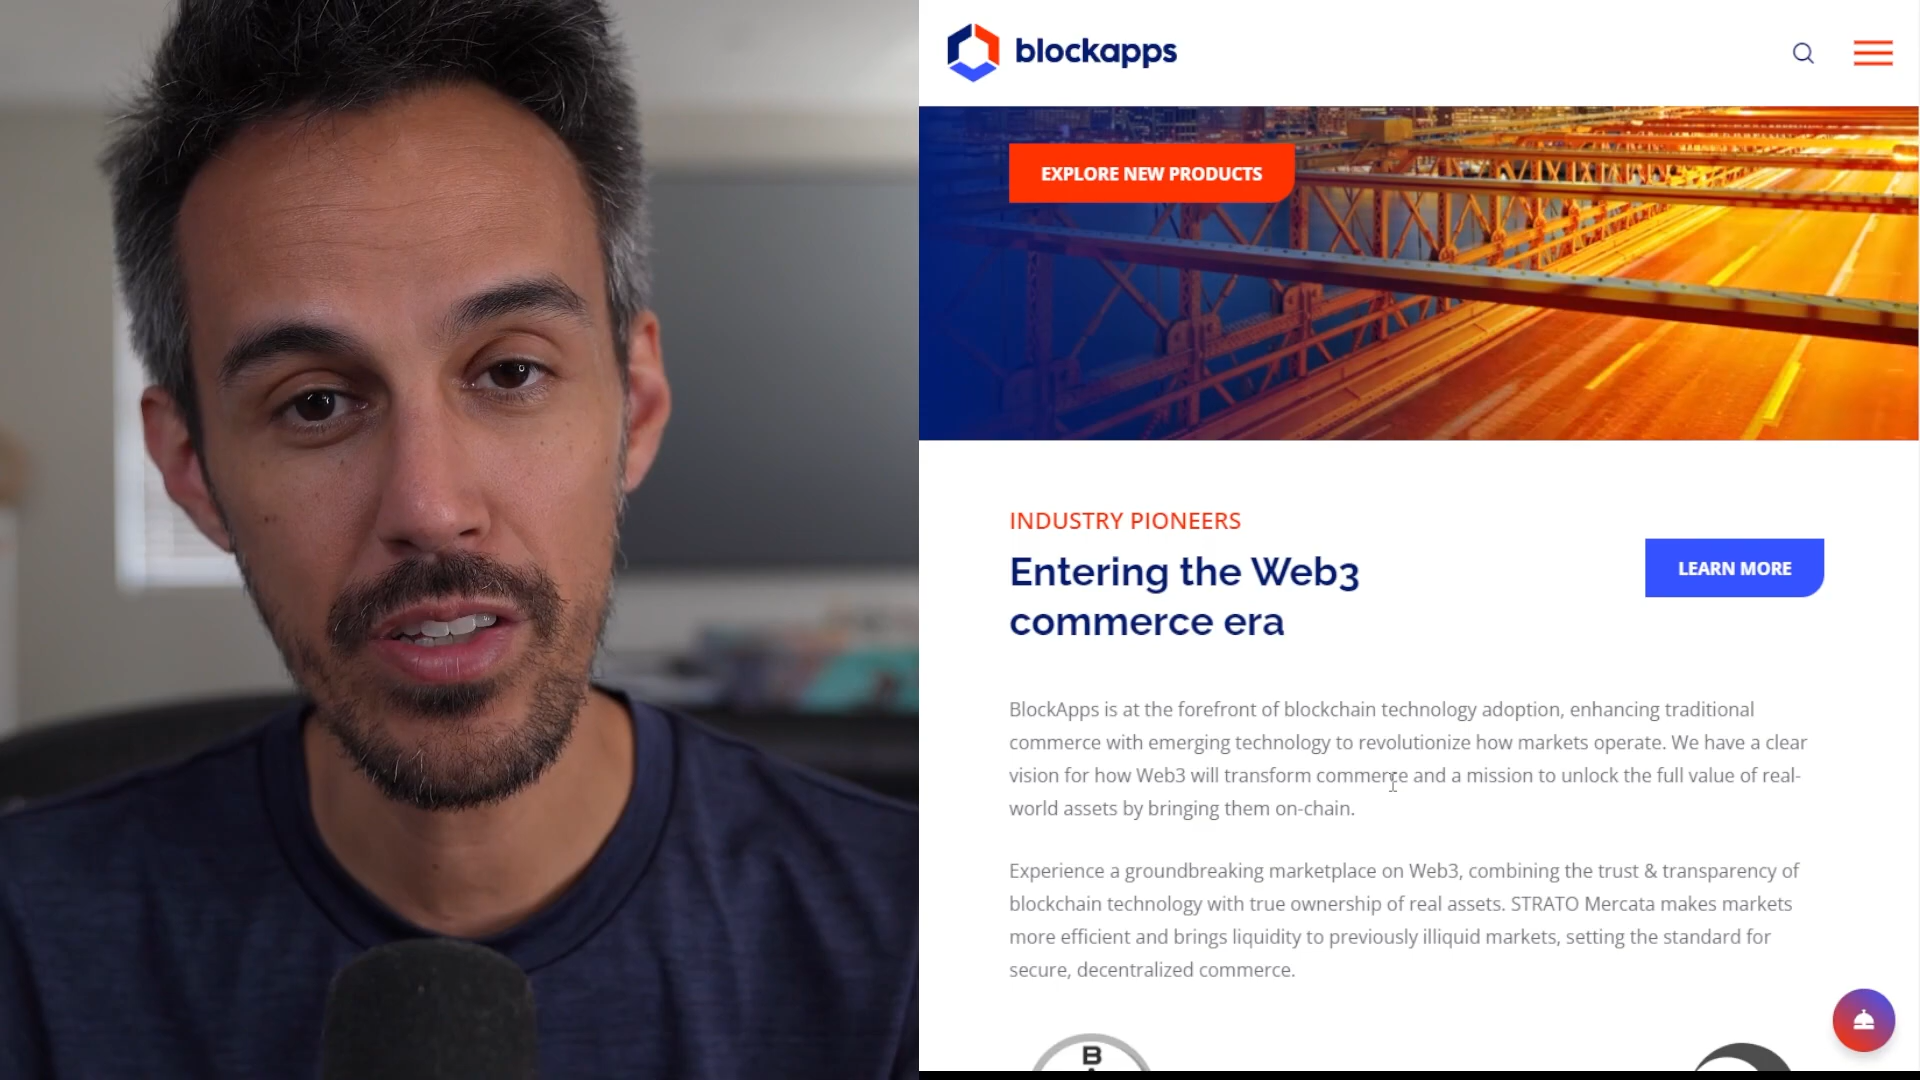 blockapps
EXPLORE NEW PRODUCTS
INDUSTRY PIONEERS
Entering the Web3
commerce era
LEARN MORE
BlockApps is at the forefront of blockchain technology adoption, enhancing traditional
commerce with emerging technology to revolutionize how markets operate. We have a clear
vision for how Web3 will transform commerce and a mission to unlock the full value of real-
world assets by bringing them on-chain.
Experience a groundbreaking marketplace on Web3, combining the trust & transparency of
blockchain technology with true ownership of real assets. STRATO Mercata makes markets
more efficient and brings liquidity to previously illiquid markets, setting the standard for
secure, decentralized commerce.
B